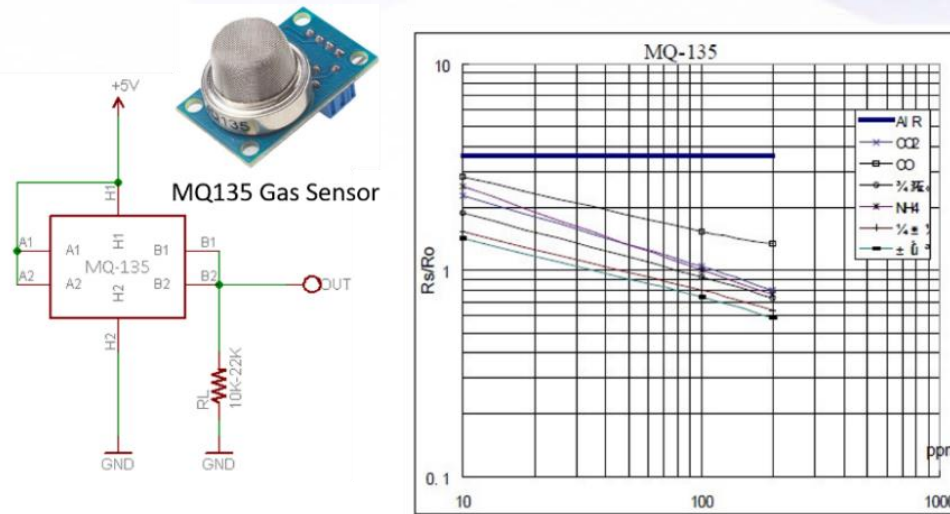 +5V
H1
A1
A2
A1
A2
H1
MQ-135
H2
B1
B2
B1
B2
OUT
H2
RL
10K-22K
GND
GND
135
MQ135 Gas Sensor
MQ-135
10
1
0.1
Rs/Ro
AIR
CO2
CO
NH4
ppm
10
100
1000